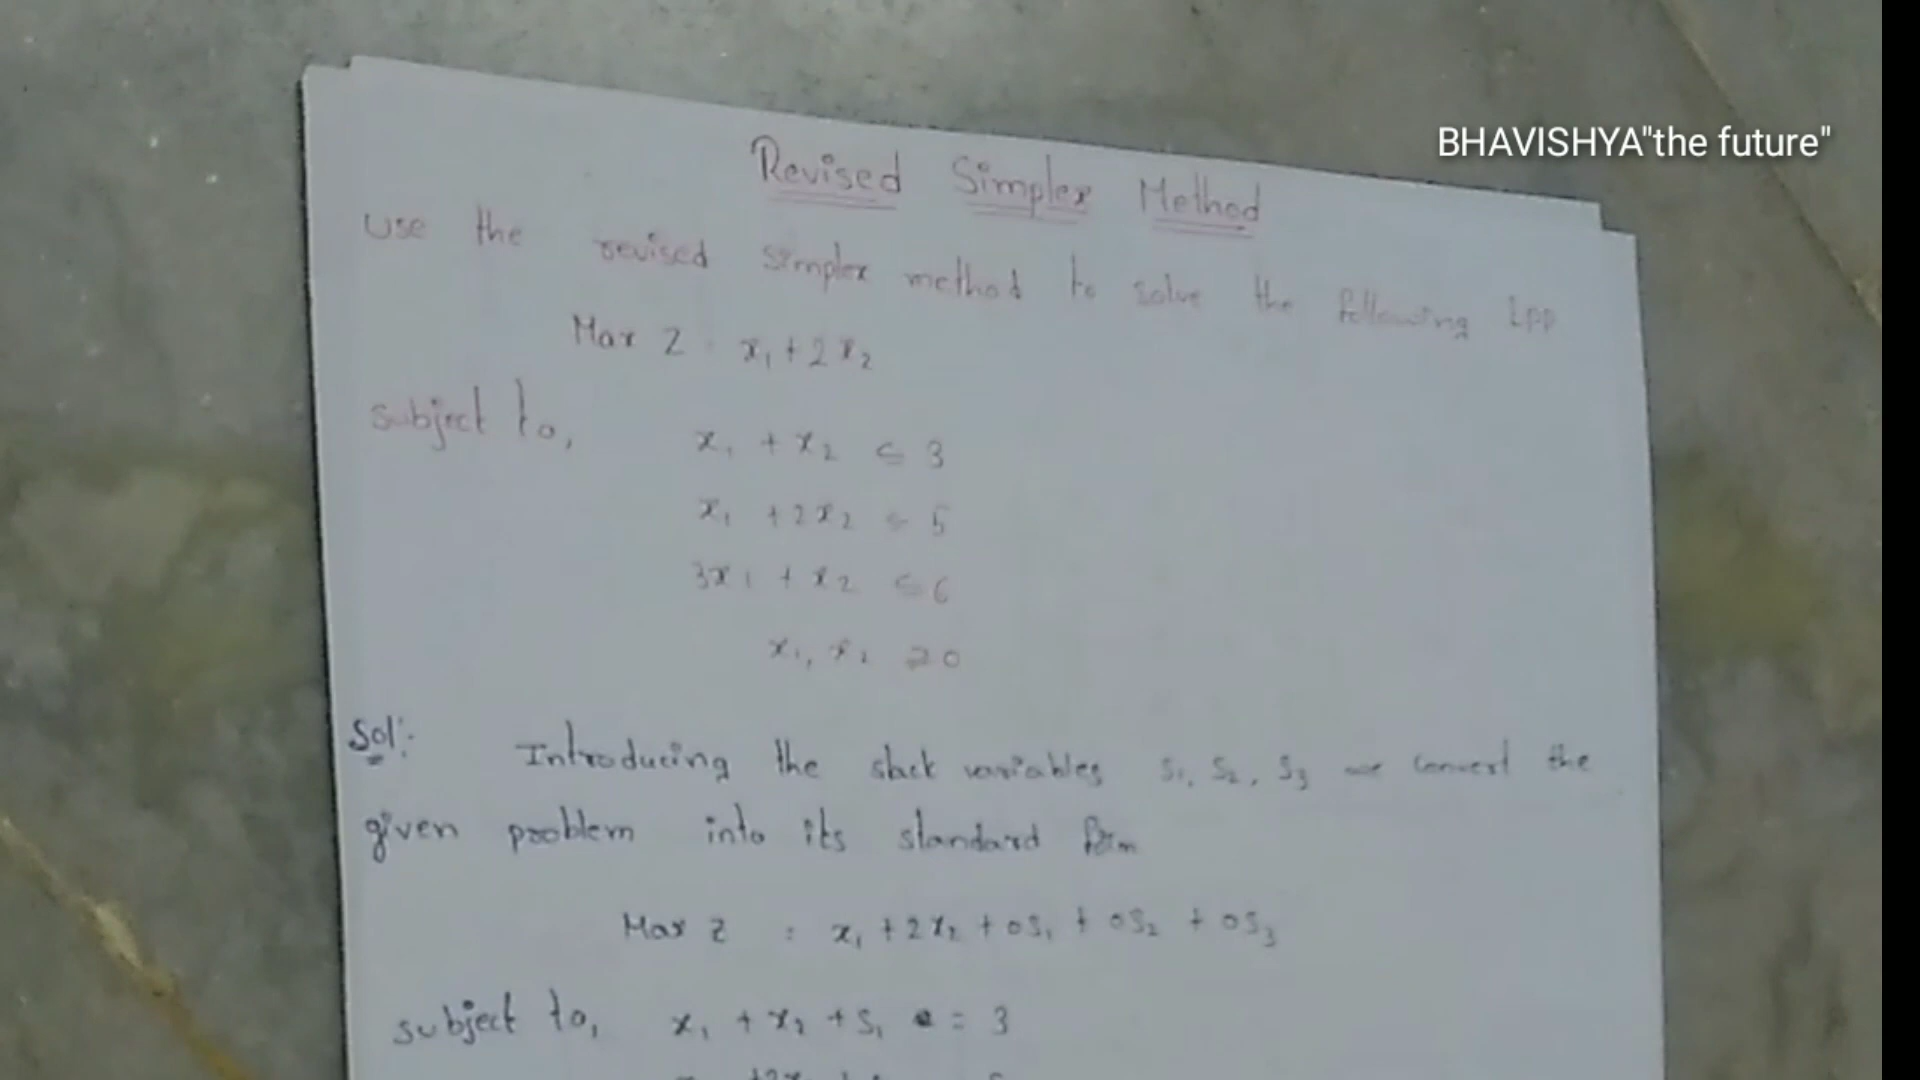 BHAVISHYA"the future"
Revised Simplex Method
Use the revised simplex method to solve the following Lpp
Max Z = x₁ + 2x₂
Subject to,
x₁ + x₂ ≤ 3
x₁ + 2x₂ ≤ 5
3x₁ + x₂ ≤ 6
x₁, x₂ ≥ 0
Sol:- Introducing the slack variables s₁, s₂, s₃ we convert the
given problem into its standard form
Max Z = x₁ + 2x₂ + 0s₁ + 0s₂ + 0s₃
subject to, x₁ + x₂ + s₁ = 3